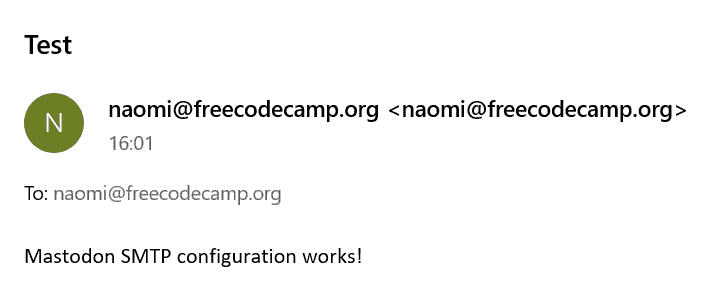 Test
N
naomi@freecodecamp.org <naomi@freecodecamp.org>
16:01
To: naomi@freecodecamp.org
Mastodon SMTP configuration works!